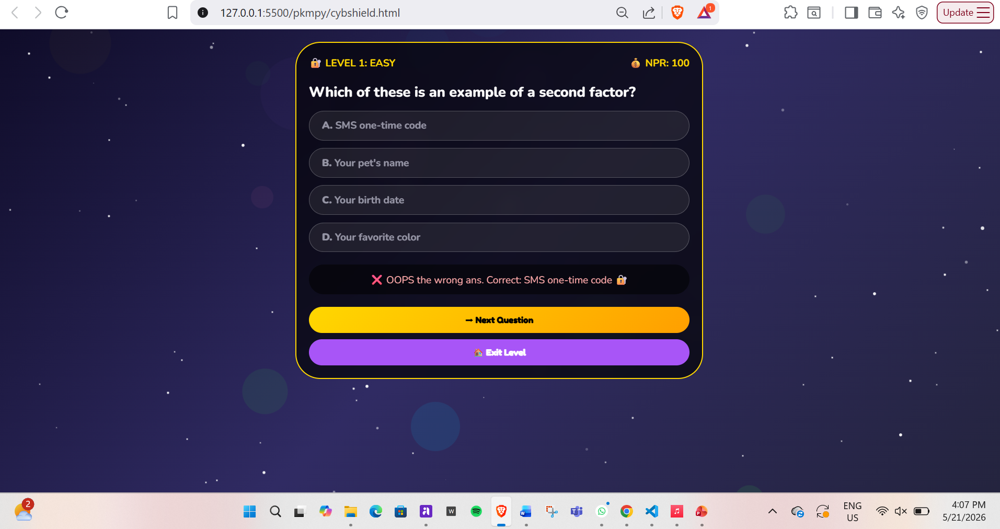 127.0.0.1:5500/pkmpy/cybshield.html
1
Update
LEVEL 1: EASY
NPR: 100
Which of these is an example of a second factor?
A. SMS one-time code
B. Your pet's name
C. Your birth date
D. Your favorite color
❌ OOPS the wrong ans. Correct: SMS one-time code 🔐
→ Next Question
Exit Level
2
ENG
US
4:07 PM
5/21/2026